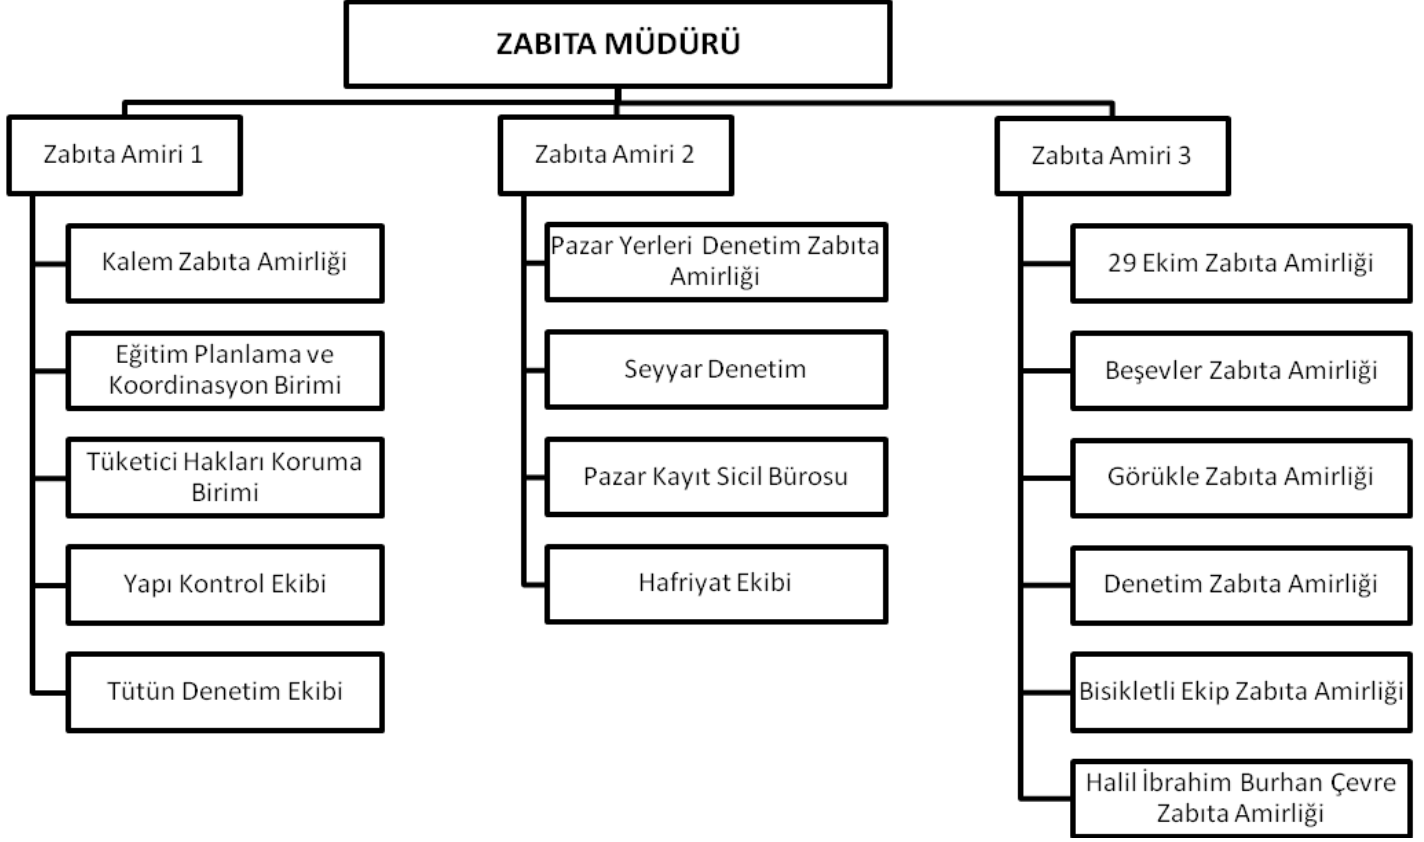 ZABITA MÜDÜRÜ
Zabıta Amiri 1
Kalem Zabıta Amirliği
Eğitim Planlama ve
Koordinasyon Birimi
Tüketici Hakları Koruma
Birimi
Yapı Kontrol Ekibi
Tütün Denetim Ekibi
Zabıta Amiri 2
Pazar Yerleri Denetim Zabıta
Amirliği
Seyyar Denetim
Pazar Kayıt Sicil Bürosu
Hafriyat Ekibi
Zabıta Amiri 3
29 Ekim Zabıta Amirliği
Beşevler Zabıta Amirliği
Görükle Zabıta Amirliği
Denetim Zabıta Amirliği
Bisikletli Ekip Zabıta Amirliği
Halil İbrahim Burhan Çevre
Zabıta Amirliği